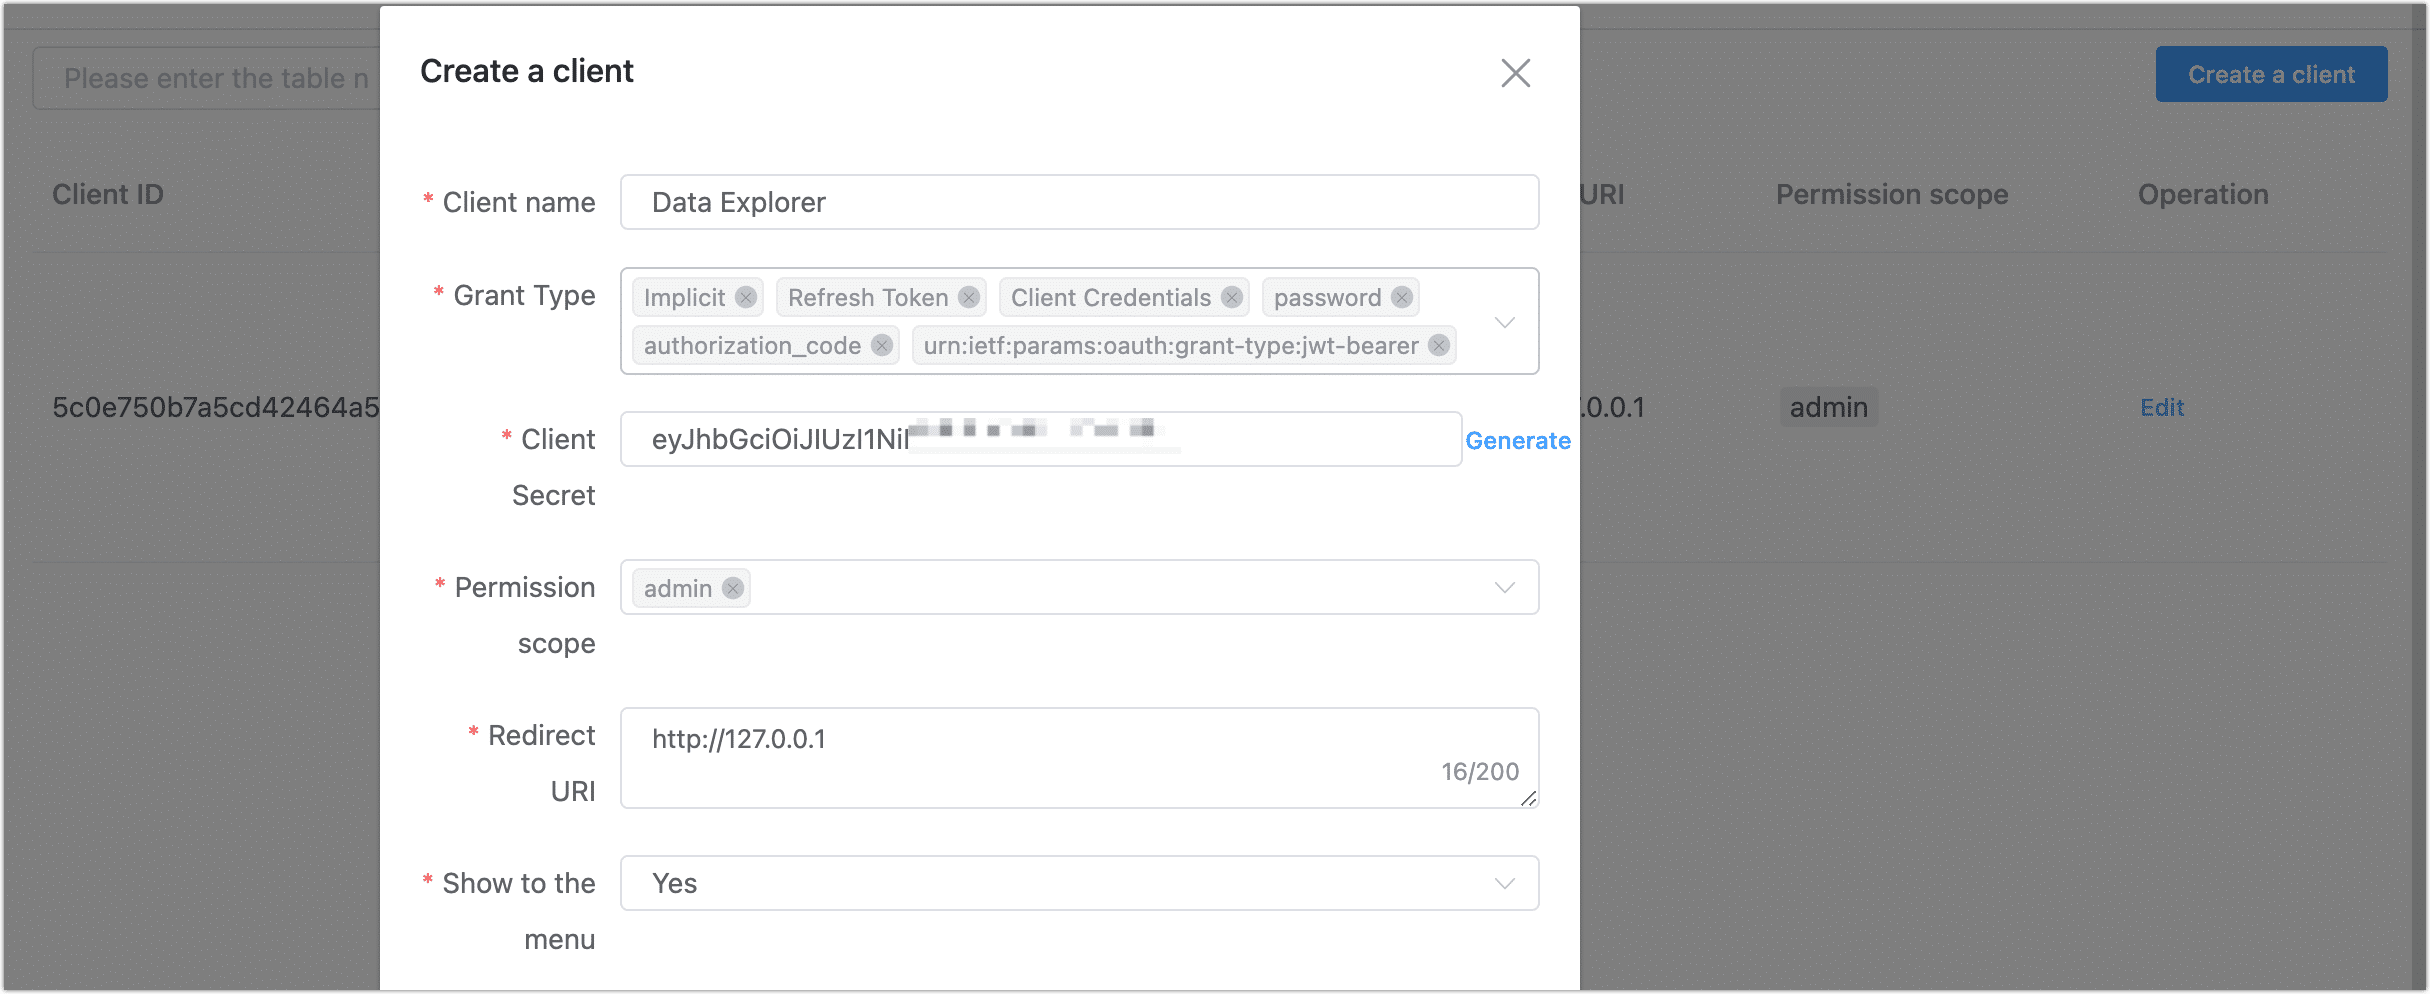 Please enter the table n
Create a client
Create a client
Client ID
URI
Permission scope
Operation
* Client name
Data Explorer
* Grant Type
Implicit
Refresh Token
Client Credentials
password
authorization_code
urn:ietf:params:oauth:grant-type:jwt-bearer
5c0e750b7a5cd42464a5
.0.0.1
admin
Edit
* Client
Secret
eyJhbGciOiJIUzI1NiI
Generate
* Permission
scope
admin
* Redirect
URI
http://127.0.0.1
16/200
* Show to the
menu
Yes